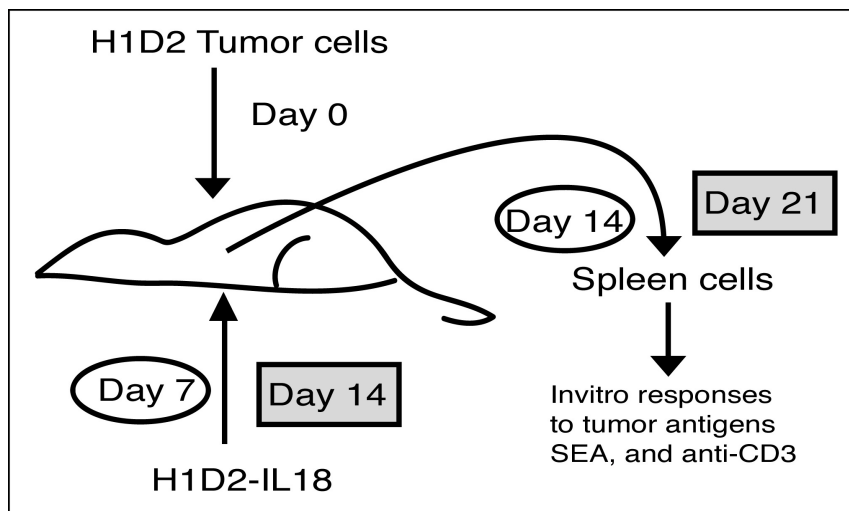 H1D2 Tumor cells
Day 0
Day 14
Day 21
Spleen cells
Day 7
Day 14
Invitro responses
to tumor antigens
SEA, and anti-CD3
H1D2-IL18